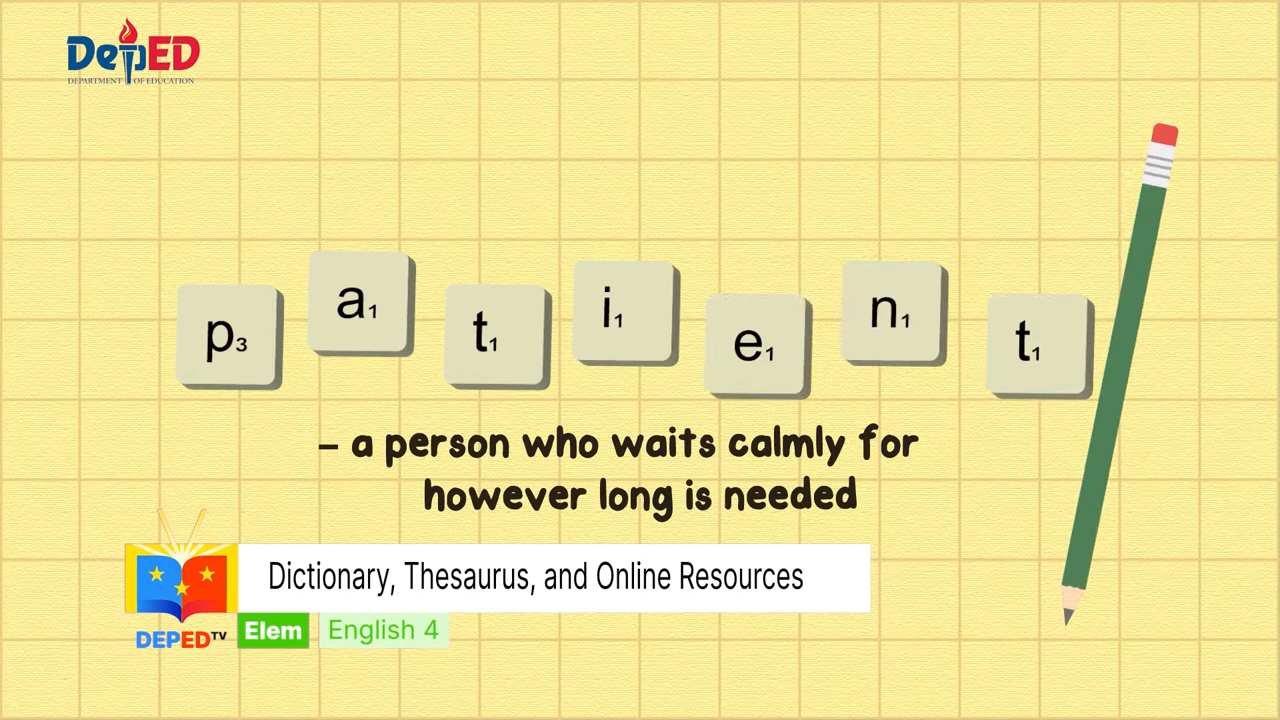 DepED
DEPARTMENT OF EDUCATION
p3 a1 t1 i1 e1 n1 t1
– a person who waits calmly for
however long is needed
Dictionary, Thesaurus, and Online Resources
DEPED TV Elem English 4